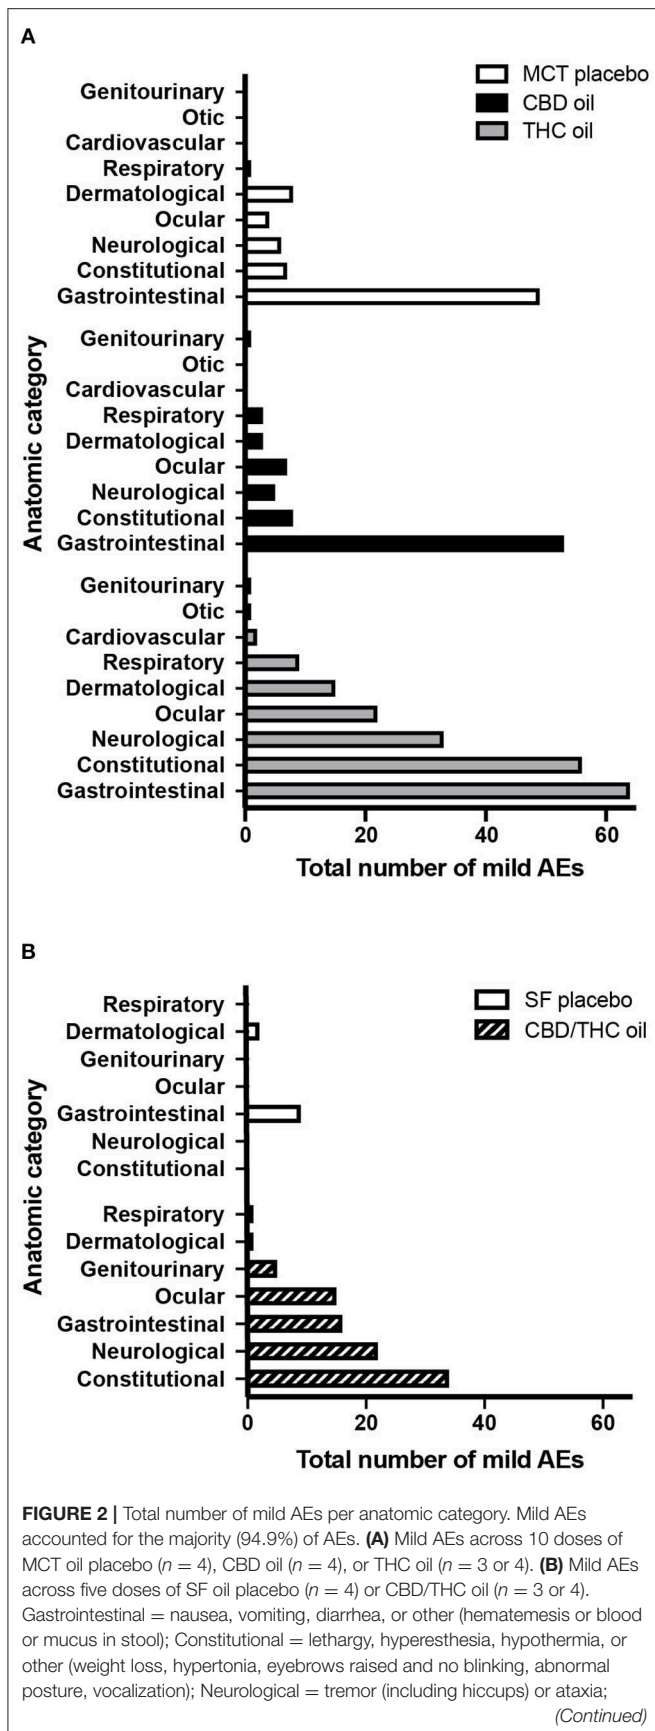 A
MCT placebo
CBD oil
THC oil
Anatomic category
Genitourinary
Otic
Cardiovascular
Respiratory
Dermatological
Ocular
Neurological
Constitutional
Gastrointestinal
Genitourinary
Otic
Cardiovascular
Respiratory
Dermatological
Ocular
Neurological
Constitutional
Gastrointestinal
Genitourinary
Otic
Cardiovascular
Respiratory
Dermatological
Ocular
Neurological
Constitutional
Gastrointestinal
0 20 40 60
Total number of mild AEs
B
SF placebo
CBD/THC oil
Anatomic category
Respiratory
Dermatological
Genitourinary
Ocular
Gastrointestinal
Neurological
Constitutional
Respiratory
Dermatological
Genitourinary
Ocular
Gastrointestinal
Neurological
Constitutional
0 20 40 60
Total number of mild AEs
FIGURE 2 | Total number of mild AEs per anatomic category. Mild AEs
accounted for the majority (94.9%) of AEs. (A) Mild AEs across 10 doses of
MCT oil placebo (n = 4), CBD oil (n = 4), or THC oil (n = 3 or 4). (B) Mild AEs
across five doses of SF oil placebo (n = 4) or CBD/THC oil (n = 3 or 4).
Gastrointestinal = nausea, vomiting, diarrhea, or other (hematemesis or blood
or mucus in stool); Constitutional = lethargy, hyperesthesia, hypothermia, or
other (weight loss, hypertonia, eyebrows raised and no blinking, abnormal
posture, vocalization); Neurological = tremor (including hiccups) or ataxia;
(Continued)